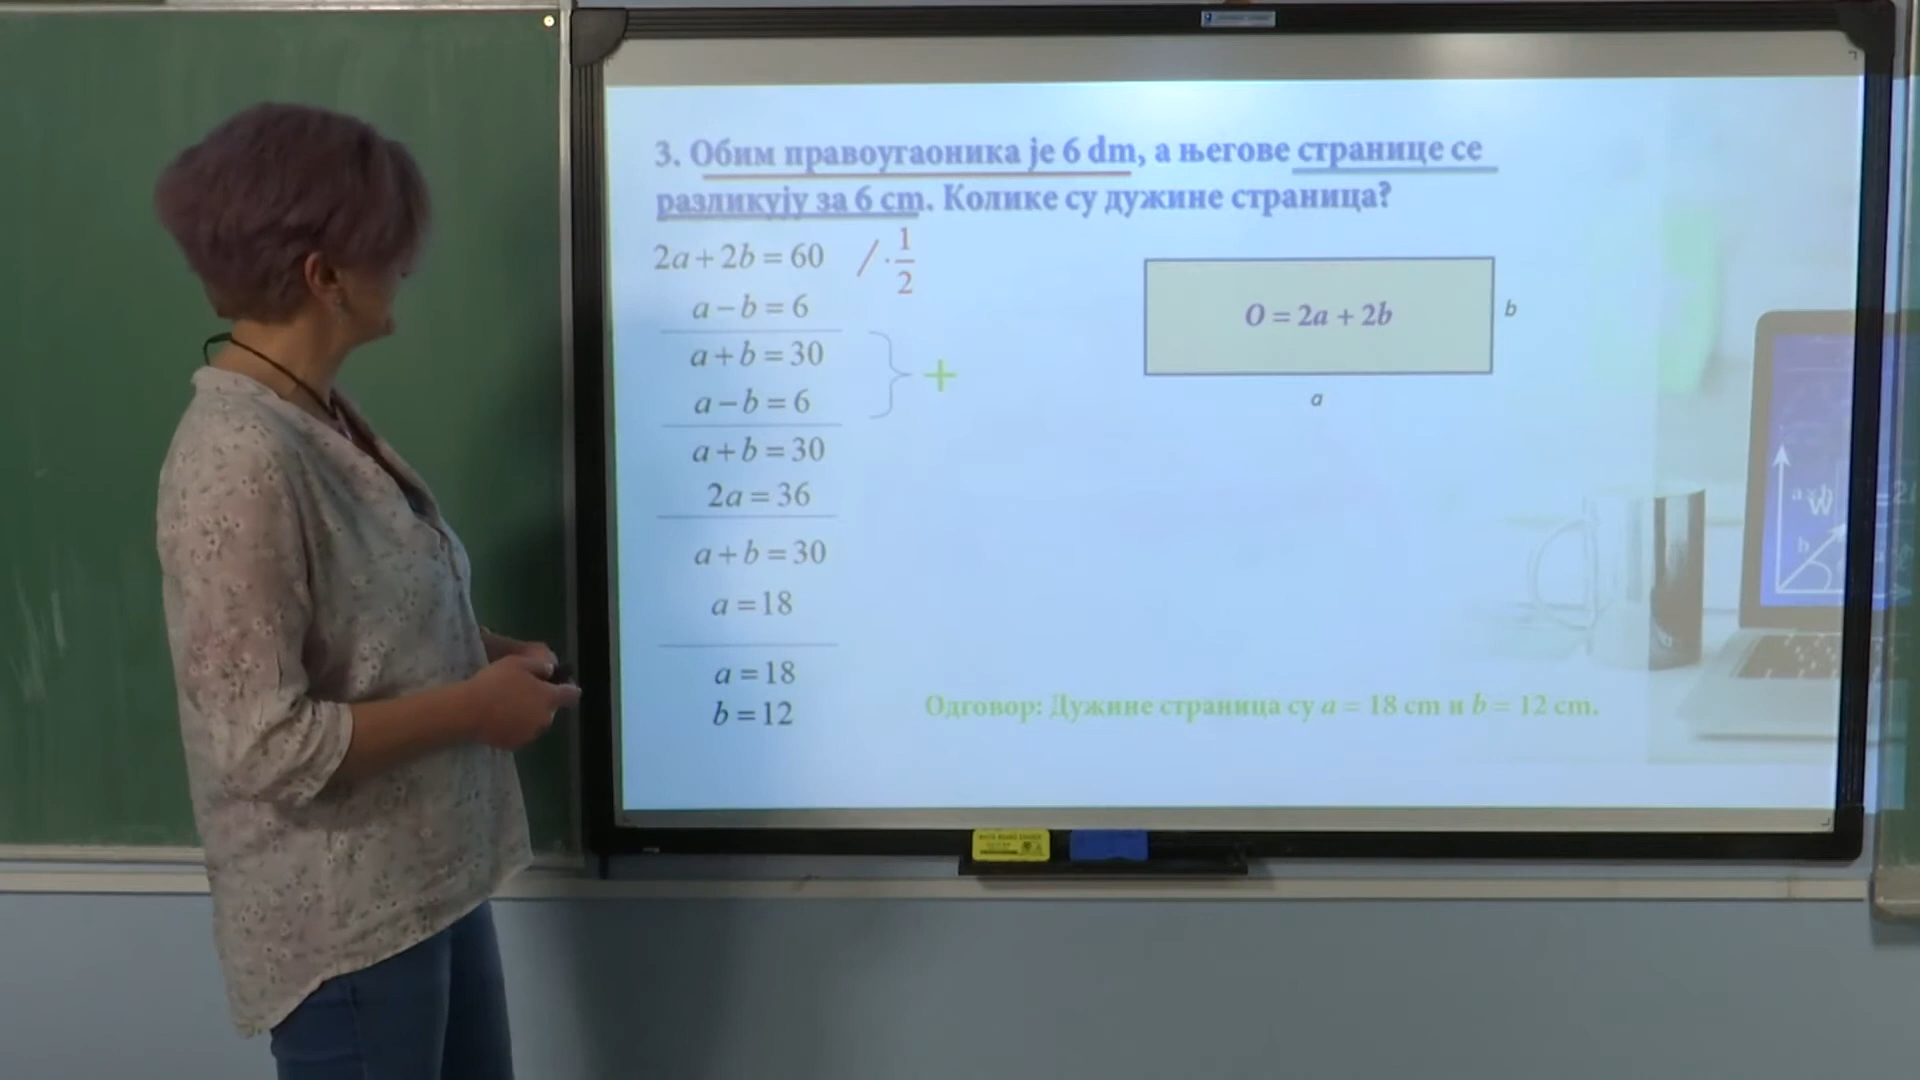 3. Обим правоугаоника је 6 dm, а његове странице се
разликују за 6 cm. Колике су дужине страница?
2a + 2b = 60 / · 1/2
a − b = 6
a + b = 30
a − b = 6
+
a + b = 30
2a = 36
a + b = 30
a = 18
a = 18
b = 12
O = 2a + 2b
b
a
Одговор: Дужине страница су a = 18 cm и b = 12 cm.
W